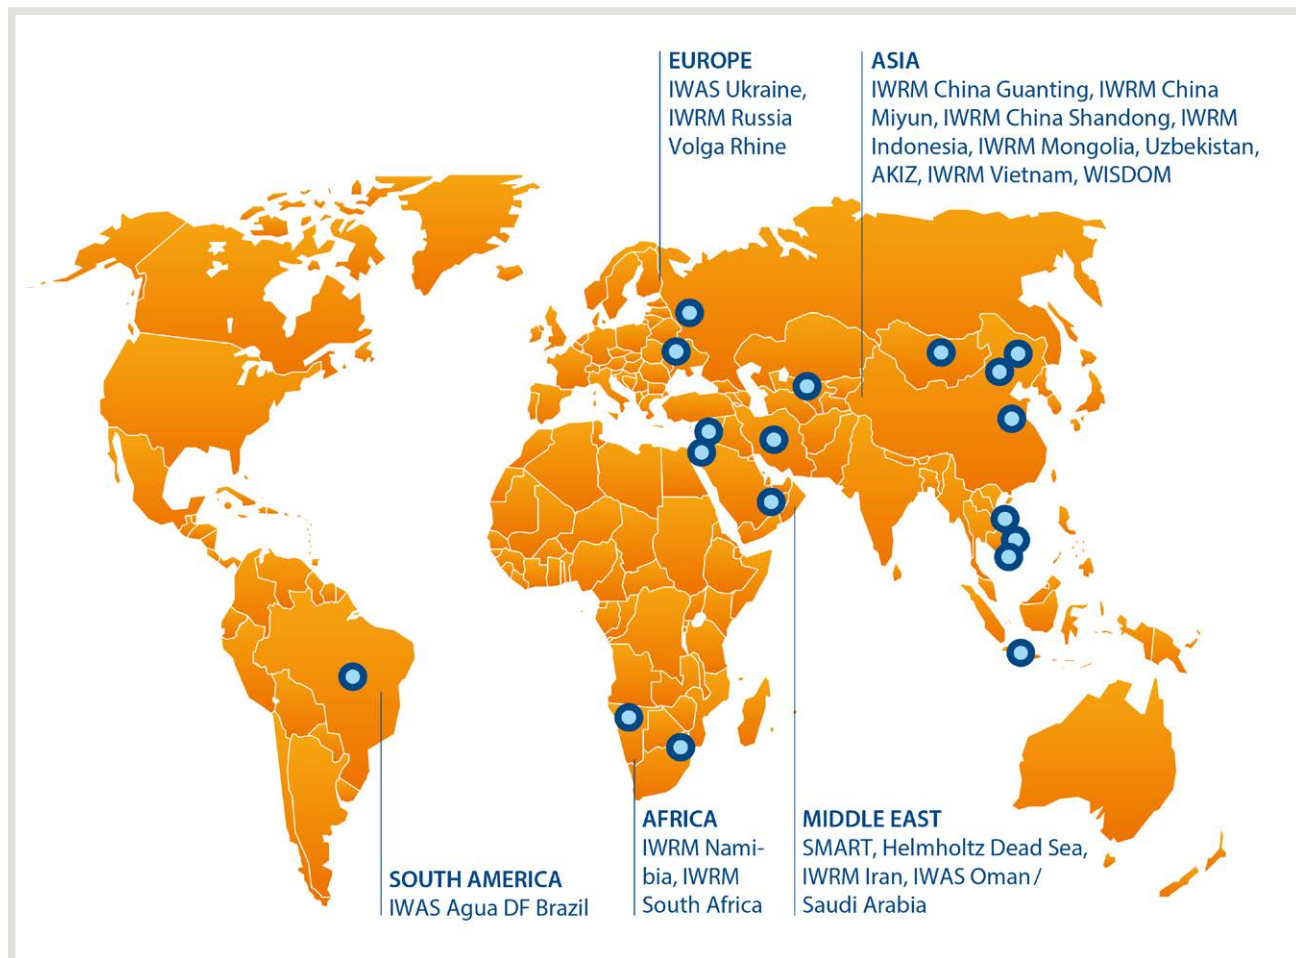 EUROPE
IWAS Ukraine,
IWRM Russia
Volga Rhine
ASIA
IWRM China Guanting, IWRM China
Miyun, IWRM China Shandong, IWRM
Indonesia, IWRM Mongolia, Uzbekistan,
AKIZ, IWRM Vietnam, WISDOM
SOUTH AMERICA
IWAS Agua DF Brazil
AFRICA
IWRM Nami-
bia, IWRM
South Africa
MIDDLE EAST
SMART, Helmholtz Dead Sea,
IWRM Iran, IWAS Oman /
Saudi Arabia